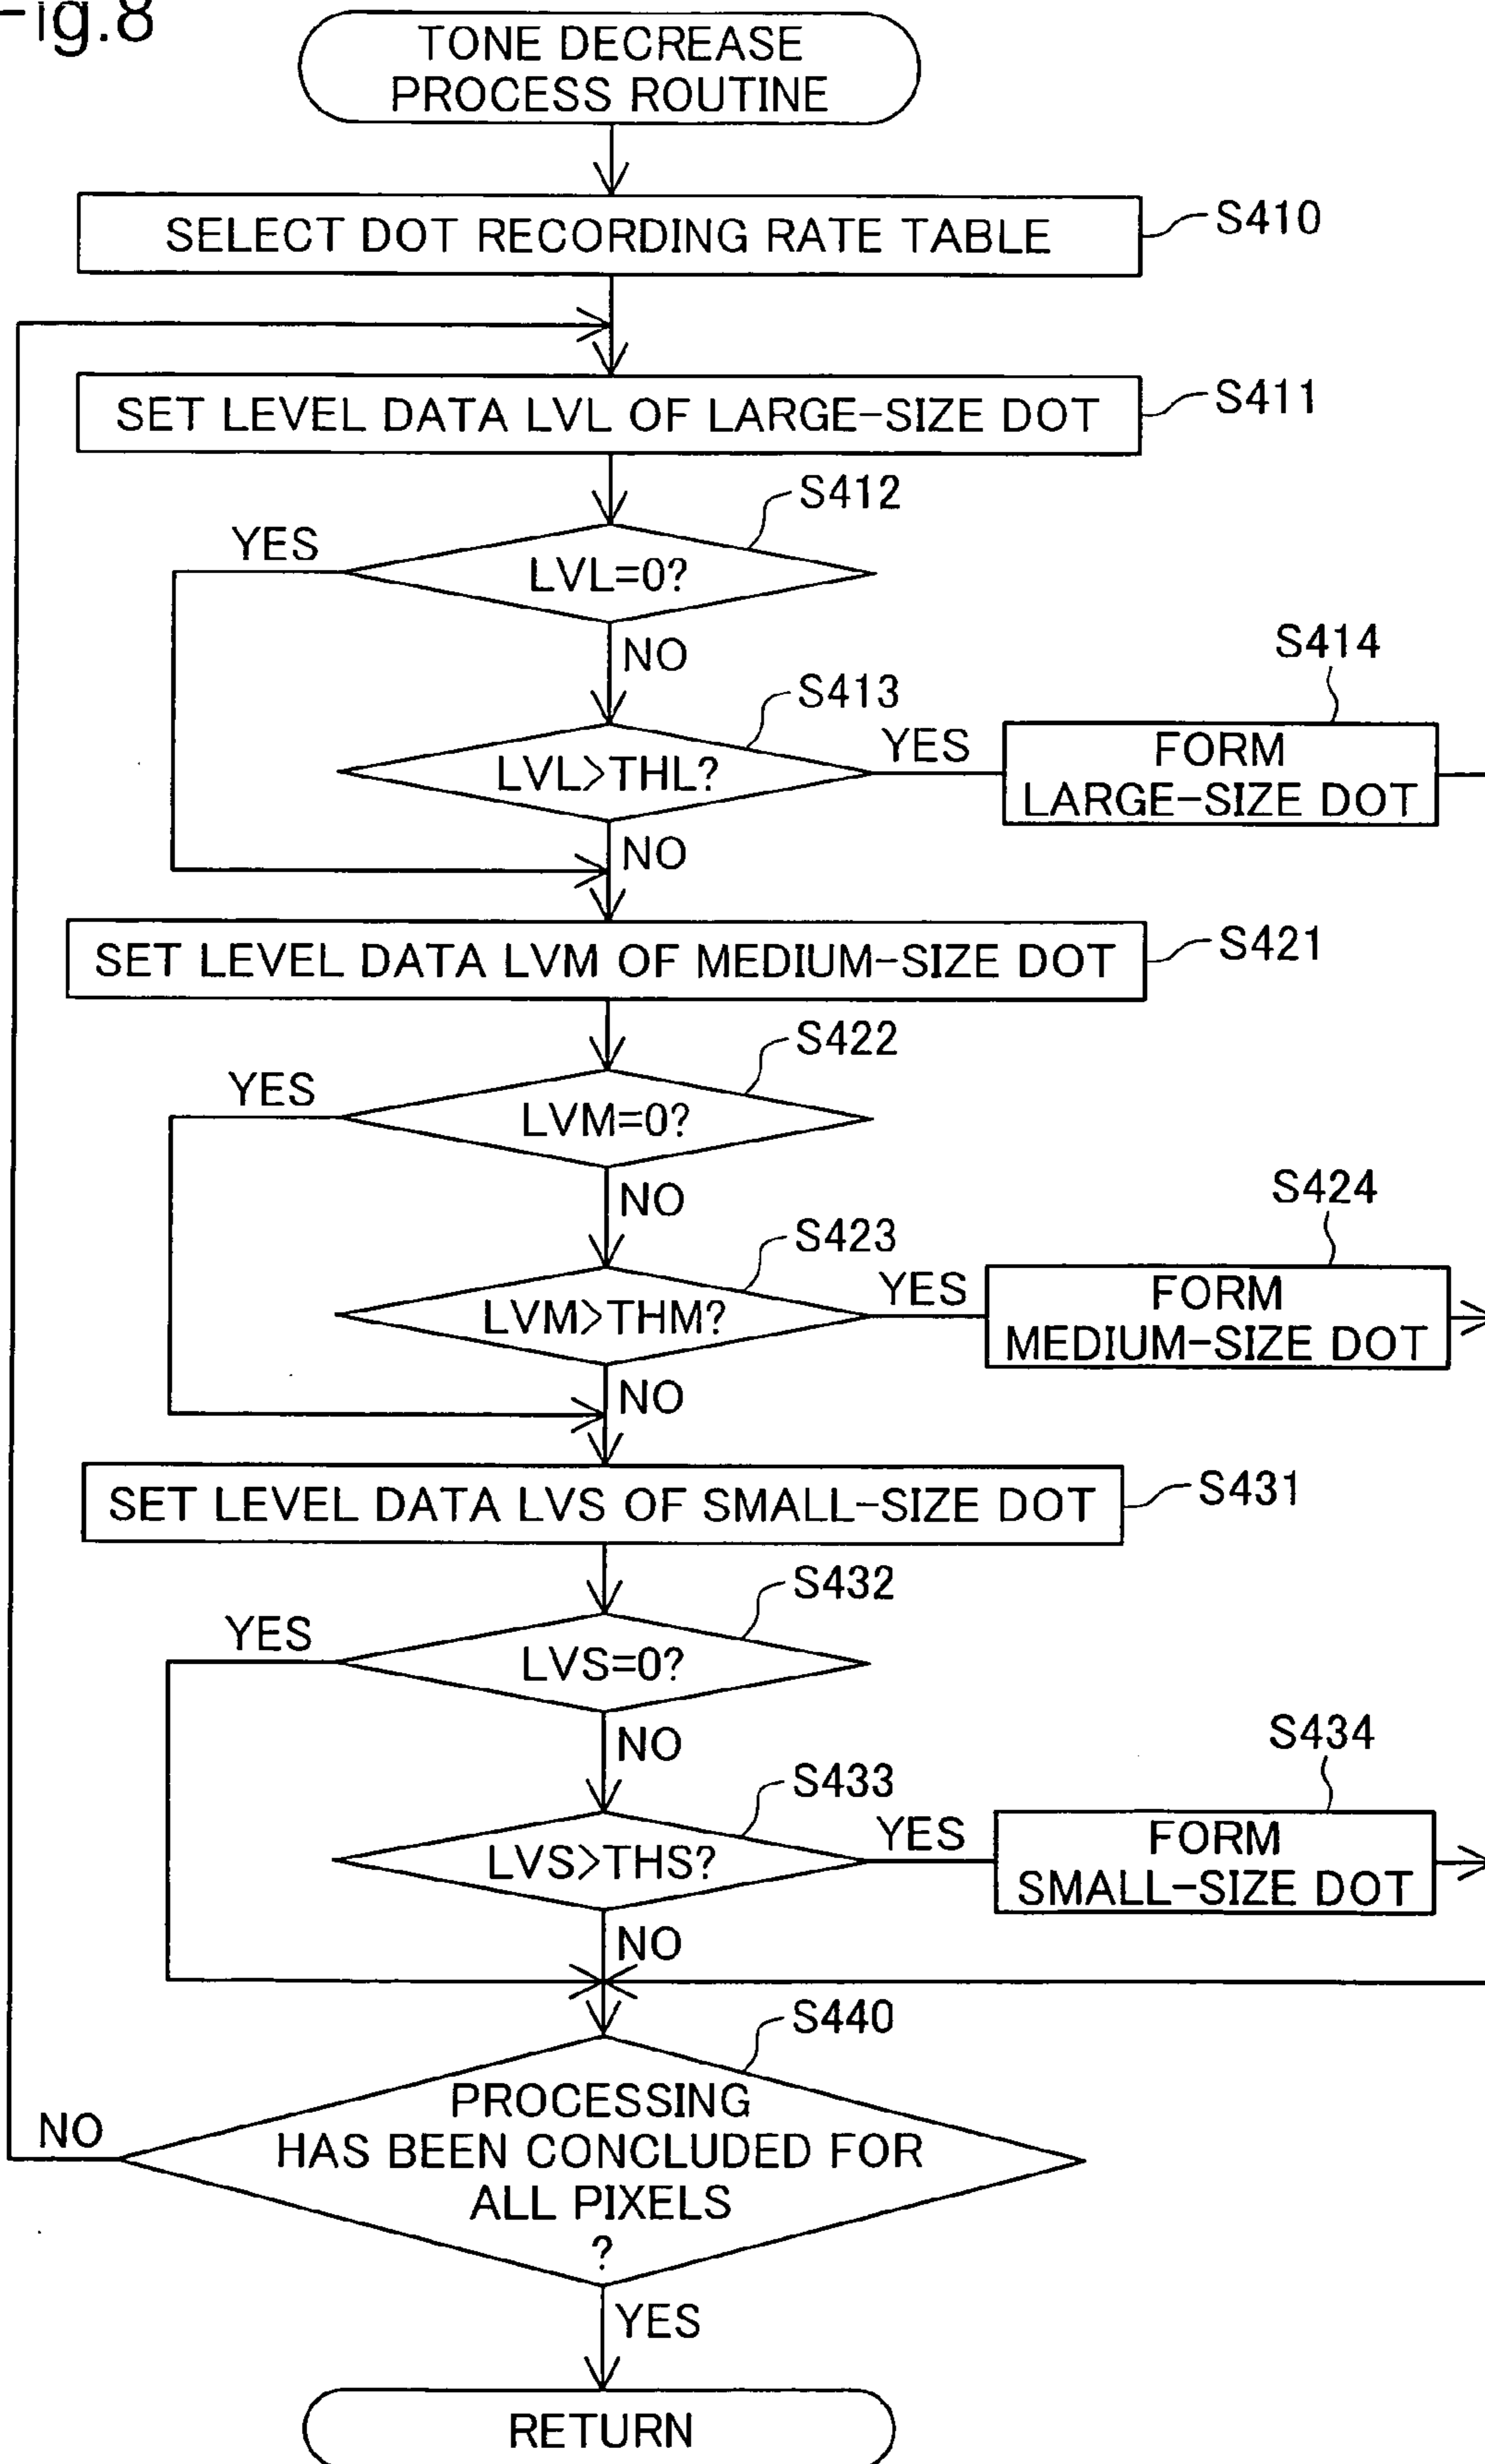 Fig.8
TONE DECREASE
PROCESS ROUTINE
SELECT DOT RECORDING RATE TABLE
S410
SET LEVEL DATA LVL OF LARGE-SIZE DOT
S411
S412
YES
LVL=0?
NO
S413
S414
LVL>THL?
YES
FORM
LARGE-SIZE DOT
NO
SET LEVEL DATA LVM OF MEDIUM-SIZE DOT
S421
S422
YES
LVM=0?
NO
S423
S424
LVM>THM?
YES
FORM
MEDIUM-SIZE DOT
NO
SET LEVEL DATA LVS OF SMALL-SIZE DOT
S431
S432
YES
LVS=0?
NO
S433
S434
LVS>THS?
YES
FORM
SMALL-SIZE DOT
NO
S440
PROCESSING
HAS BEEN CONCLUDED FOR
ALL PIXELS
?
NO
YES
RETURN